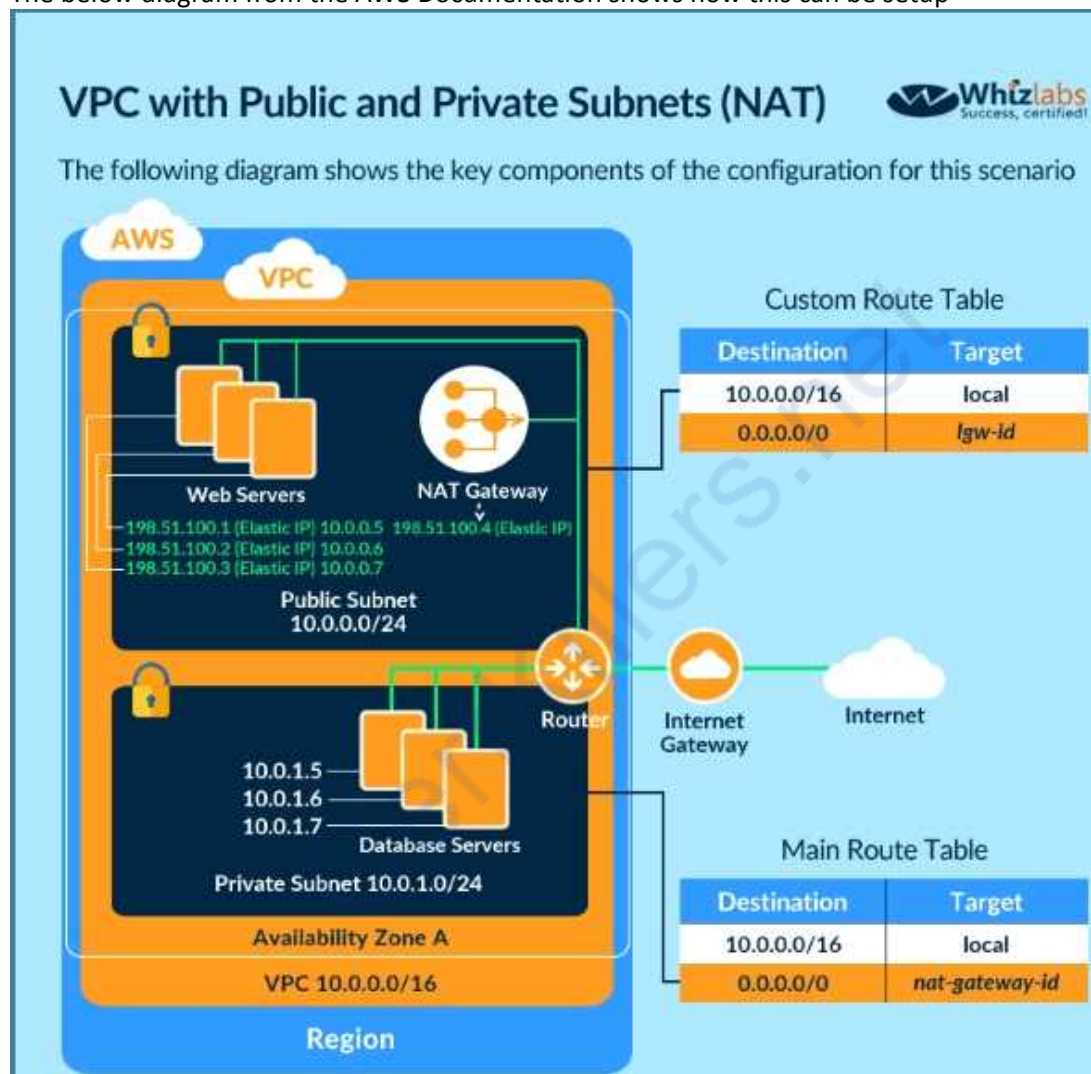 The below diagram from the AWS Documentation shows how this can be setup
VPC with Public and Private Subnets (NAT)
Whizlabs
Success, certified!
The following diagram shows the key components of the configuration for this scenario
AWS
VPC
Web Servers
NAT Gateway
198.51.100.1 (Elastic IP) 10.0.0.5 198.51.100.4 (Elastic IP)
198.51.100.2 (Elastic IP) 10.0.0.6
198.51.100.3 (Elastic IP) 10.0.0.7
Public Subnet
10.0.0.0/24
Custom Route Table
Destination Target
10.0.0.0/16 local
0.0.0.0/0 lgw-id
Router
Internet
Gateway
Internet
10.0.1.5
10.0.1.6
10.0.1.7
Database Servers
Private Subnet 10.0.1.0/24
Availability Zone A
VPC 10.0.0.0/16
Region
Main Route Table
Destination Target
10.0.0.0/16 local
0.0.0.0/0 nat-gateway-id